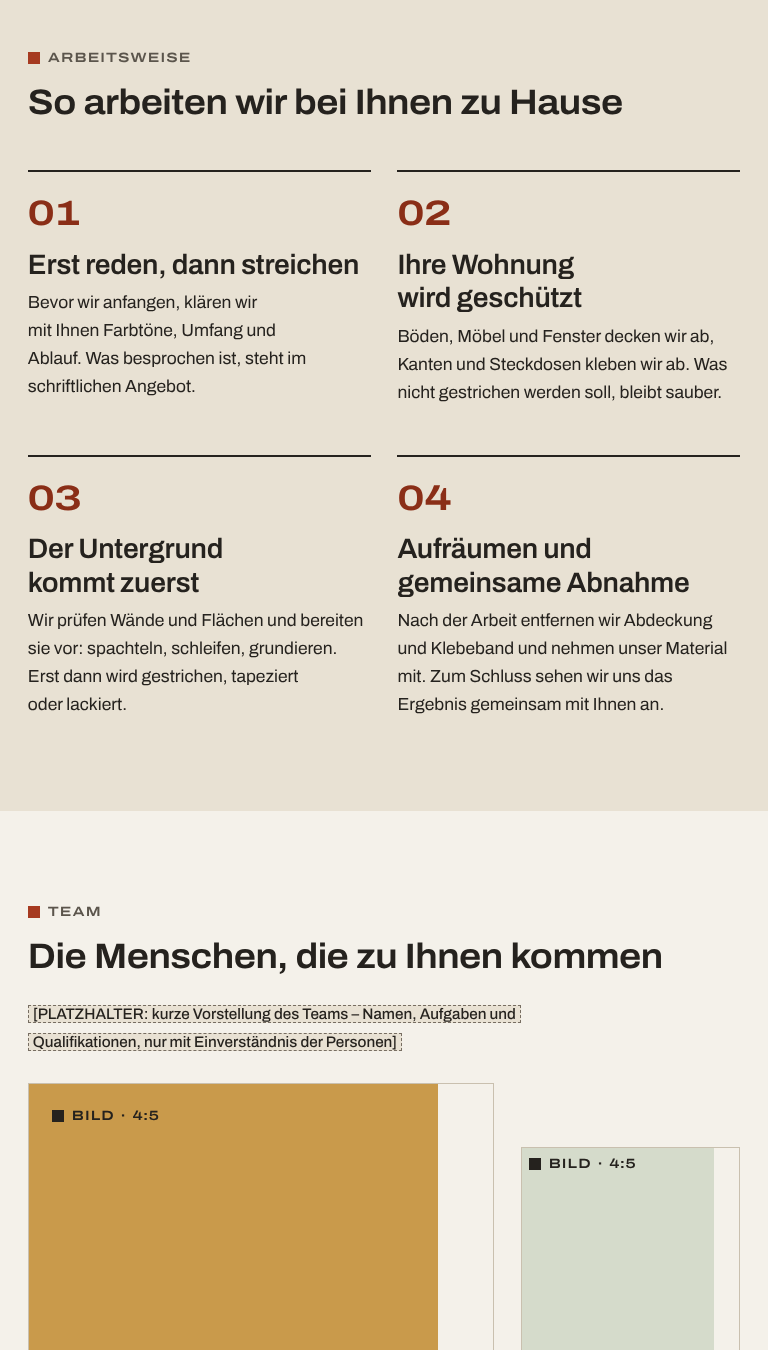 ARBEITSWEISE
So arbeiten wir bei Ihnen zu Hause
01
Erst reden, dann streichen
Bevor wir anfangen, klären wir
mit Ihnen Farbtöne, Umfang und
Ablauf. Was besprochen ist, steht im
schriftlichen Angebot.
02
Ihre Wohnung
wird geschützt
Böden, Möbel und Fenster decken wir ab,
Kanten und Steckdosen kleben wir ab. Was
nicht gestrichen werden soll, bleibt sauber.
03
Der Untergrund
kommt zuerst
Wir prüfen Wände und Flächen und bereiten
sie vor: spachteln, schleifen, grundieren.
Erst dann wird gestrichen, tapeziert
oder lackiert.
04
Aufräumen und
gemeinsame Abnahme
Nach der Arbeit entfernen wir Abdeckung
und Klebeband und nehmen unser Material
mit. Zum Schluss sehen wir uns das
Ergebnis gemeinsam mit Ihnen an.
TEAM
Die Menschen, die zu Ihnen kommen
[PLATZHALTER: kurze Vorstellung des Teams – Namen, Aufgaben und
Qualifikationen, nur mit Einverständnis der Personen]
BILD · 4:5
BILD · 4:5